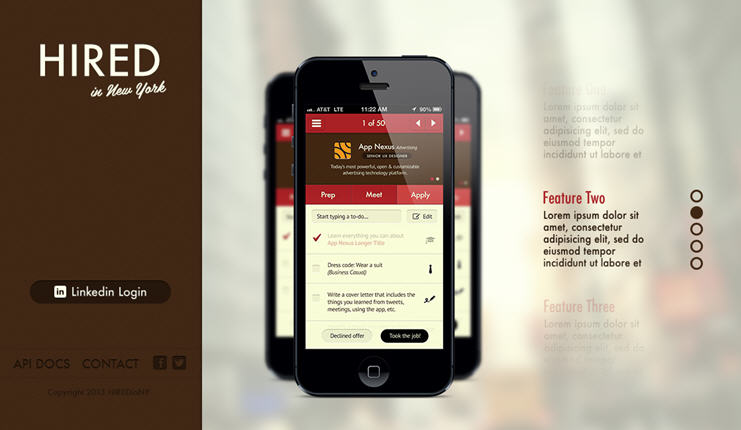 HIRED
in New York
Linkedin Login
API DOCS CONTACT
Copyright 2013 HIREDinNY
AT&T LTE 11:22 AM 90%
1 of 50
App Nexus Advertising
SENIOR UX DESIGNER
Today's most powerful, open & customizable
advertising technology platform.
Prep Meet Apply
Start typing a to-do... Edit
Learn everything you can about
App Nexus Longer Title
Dress code: Wear a suit
(Business Casual)
Write a cover letter that includes the
things you learned from tweets,
meetings, using the app, etc.
Declined offer Took the job!
Feature One
Lorem ipsum dolor sit
amet, consectetur
adipisicing elit, sed do
eiusmod tempor
incididunt ut labore et
Feature Two
Lorem ipsum dolor sit
amet, consectetur
adipisicing elit, sed do
eiusmod tempor
incididunt ut labore et
Feature Three
Lorem ipsum dolor sit
amet, consectetur
adipisicing elit, sed do